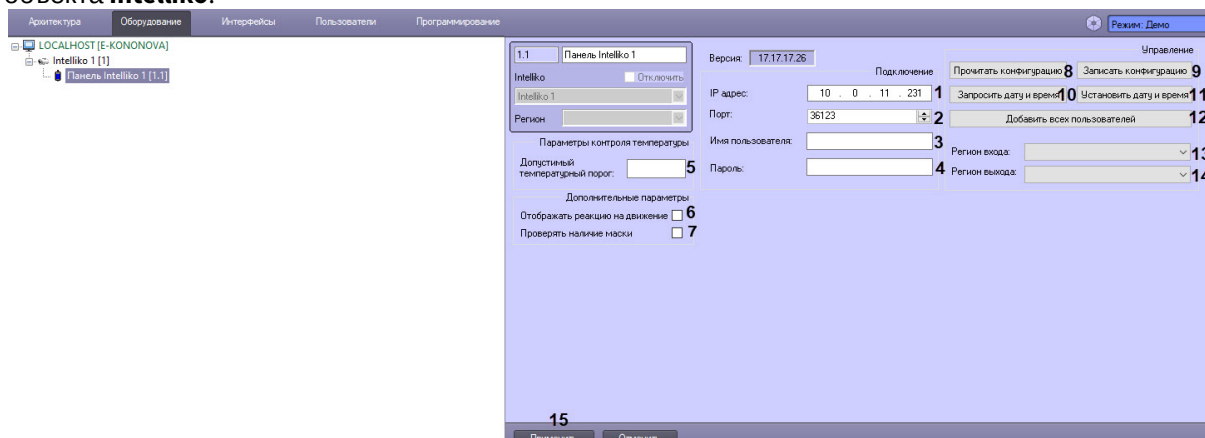 объекта Intelliko.
Архитектура Оборудование Интерфейсы Пользователи Программирование Режим: Демо
LOCALHOST [E-KONONOVA]
Intelliko 1 [1]
Панель Intelliko 1 [1.1]
1.1 Панель Intelliko 1
Intelliko Отключить
Intelliko 1
Регион
Параметры контроля температуры
Допустимый
температурный порог: 5
Дополнительные параметры
Отображать реакцию на движение 6
Проверять наличие маски 7
Версия: 17.17.17.26
Подключение
IP адрес: 10 . 0 . 11 . 231 1
Порт: 36123 2
Имя пользователя: 3
Пароль: 4
Управление
Прочитать конфигурацию 8 Записать конфигурацию 9
Запросить дату и время 10 Установить дату и время 11
Добавить всех пользователей 12
Регион входа: 13
Регион выхода: 14
15
Применить Отменить